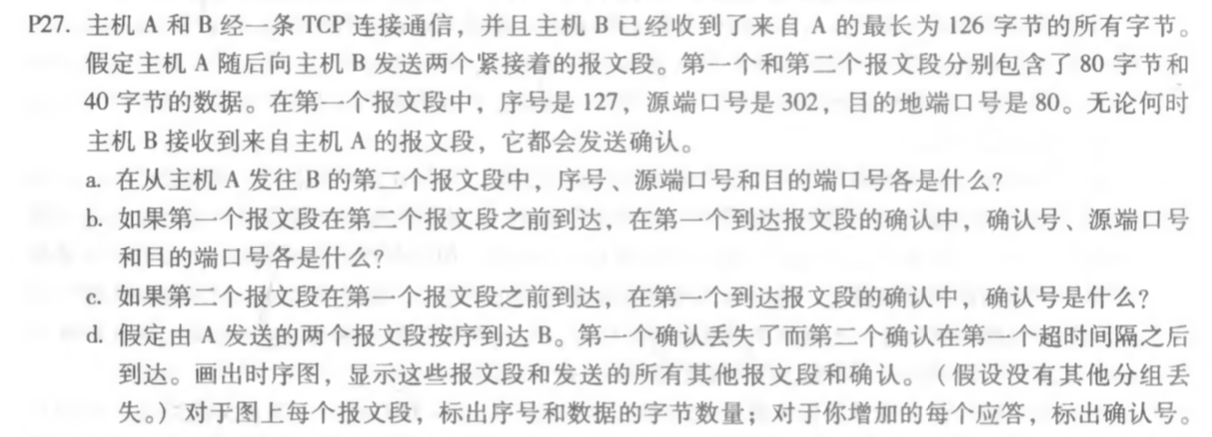 P27. 主机 A 和 B 经一条 TCP 连接通信，并且主机 B 已经收到了来自 A 的最长为 126 字节的所有字节。
假定主机 A 随后向主机 B 发送两个紧接着的报文段。第一个和第二个报文段分别包含了 80 字节和
40 字节的数据。在第一个报文段中，序号是 127，源端口号是 302，目的地端口号是 80。无论何时
主机 B 接收到来自主机 A 的报文段，它都会发送确认。
a. 在从主机 A 发往 B 的第二个报文段中，序号、源端口号和目的端口号各是什么？
b. 如果第一个报文段在第二个报文段之前到达，在第一个到达报文段的确认中，确认号、源端口号
和目的端口号各是什么？
c. 如果第二个报文段在第一个报文段之前到达，在第一个到达报文段的确认中，确认号是什么？
d. 假定由 A 发送的两个报文段按序到达 B。第一个确认丢失了而第二个确认在第一个超时间隔之后
到达。画出时序图，显示这些报文段和发送的所有其他报文段和确认。（假设没有其他分组丢
失。）对于图上每个报文段，标出序号和数据的字节数量；对于你增加的每个应答，标出确认号。